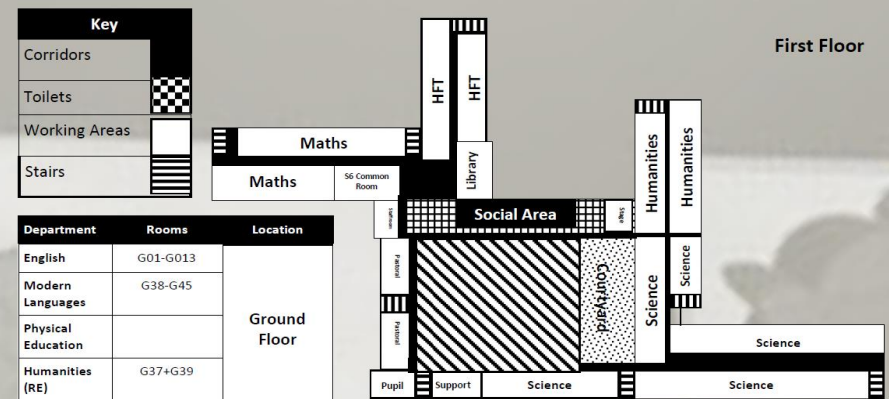 Key
Corridors
Toilets
Working Areas
Stairs
First Floor
HFT
HFT
Maths
Maths
S6 Common
Room
Library
Humanities
Humanities
Staffroom
Social Area
Stage
Pastoral
Courtyard
Science
Science
Pastoral
Science
Pupil
Support
Science
Science
Department Rooms Location
English G01-G013
Modern
Languages
G38-G45
Physical
Education
Humanities
(RE)
G37+G39
Ground
Floor